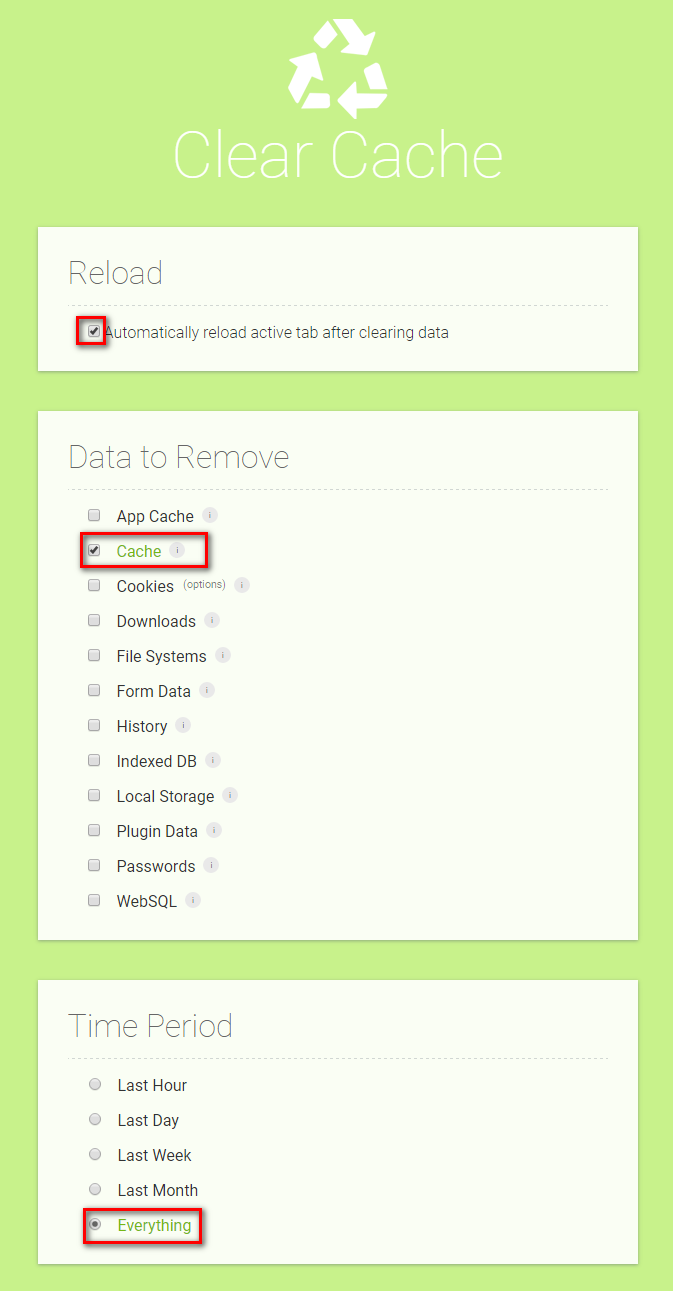 Clear Cache
Reload
Automatically reload active tab after clearing data
Data to Remove
App Cache i
Cache i
Cookies (options) i
Downloads i
File Systems i
Form Data i
History i
Indexed DB i
Local Storage i
Plugin Data i
Passwords i
WebSQL i
Time Period
Last Hour
Last Day
Last Week
Last Month
Everything